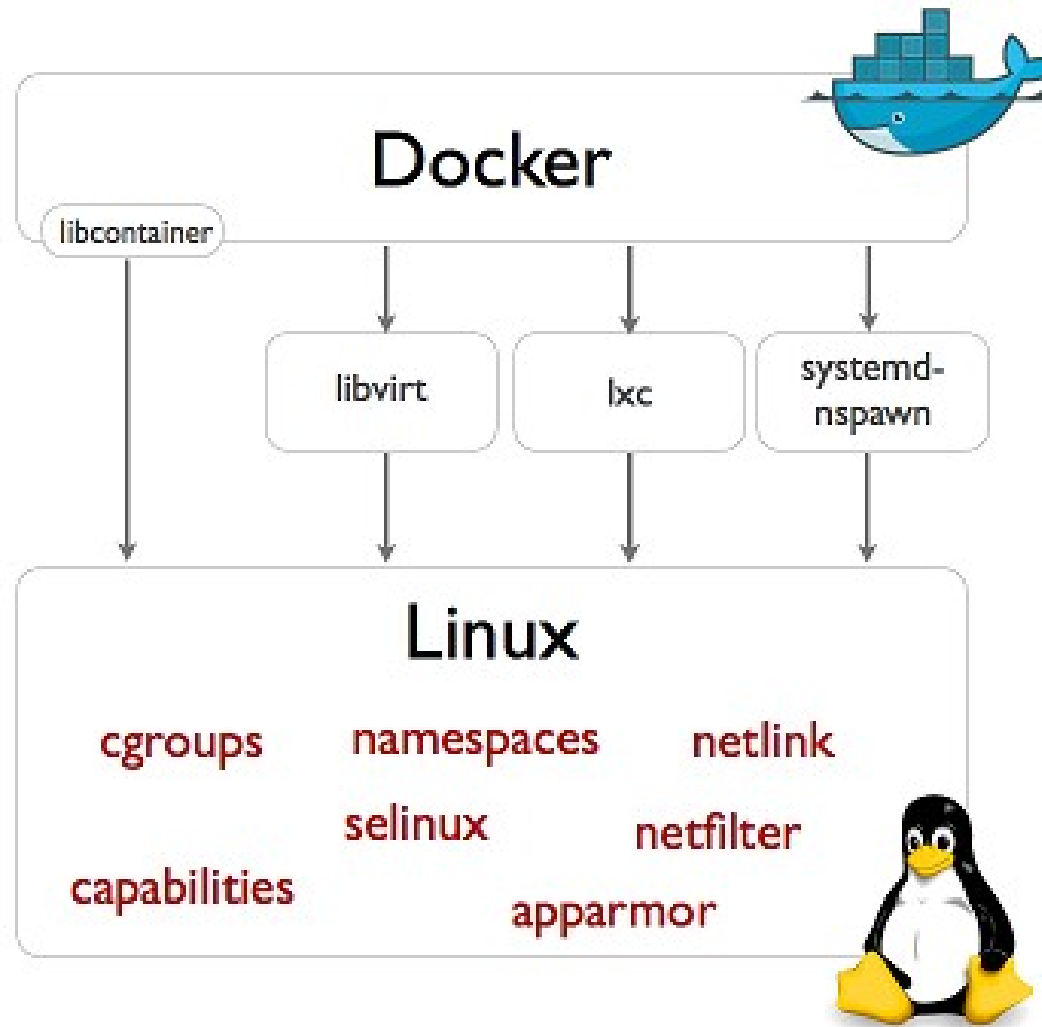 Docker
libcontainer
libvirt
lxc
systemd-
nspawn
Linux
cgroups
namespaces
netlink
selinux
netfilter
capabilities
apparmor